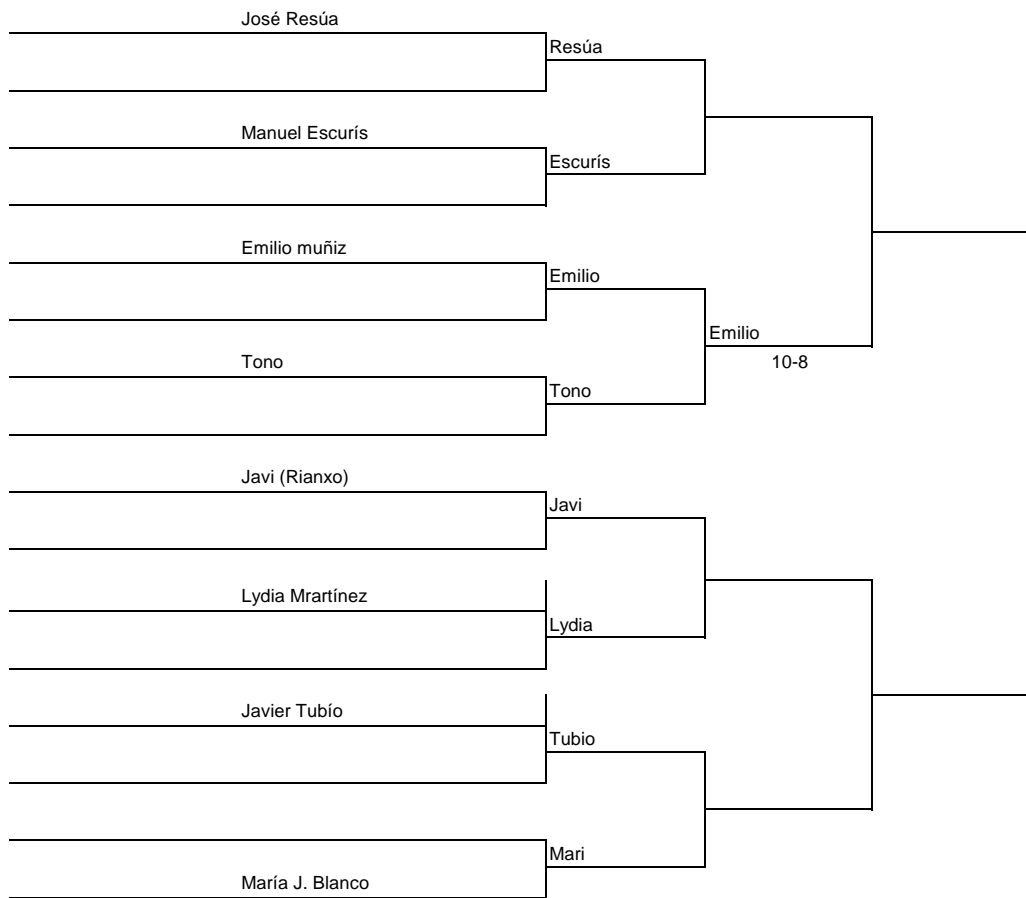 José Resúa
Resúa
Manuel Escurís
Escurís
Emilio muñiz
Emilio
Emilio
Tono
10-8
Tono
Javi (Rianxo)
Javi
Lydia Mrartínez
Lydia
Javier Tubío
Tubio
Mari
María J. Blanco